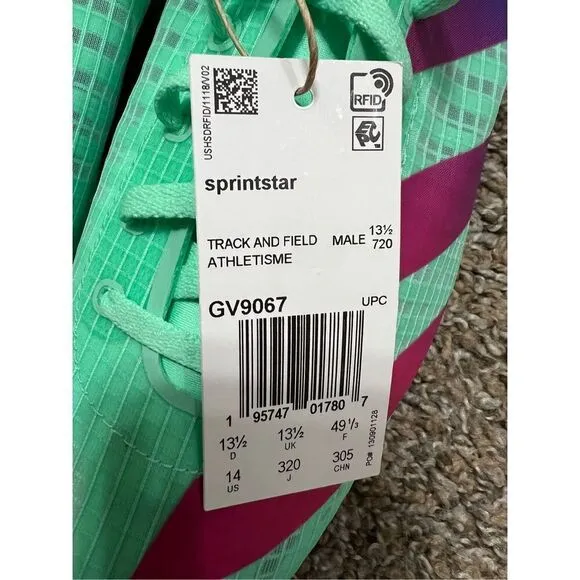 USHSDRFID/1118/V02
RFID
EPC
sprintstar
TRACK AND FIELD MALE 13½
ATHLETISME 720
GV9067 UPC
1 95747 01780 7
13½ 13½ 49⅓
D UK F
14 320 305
US J CHN
PO# 130901128